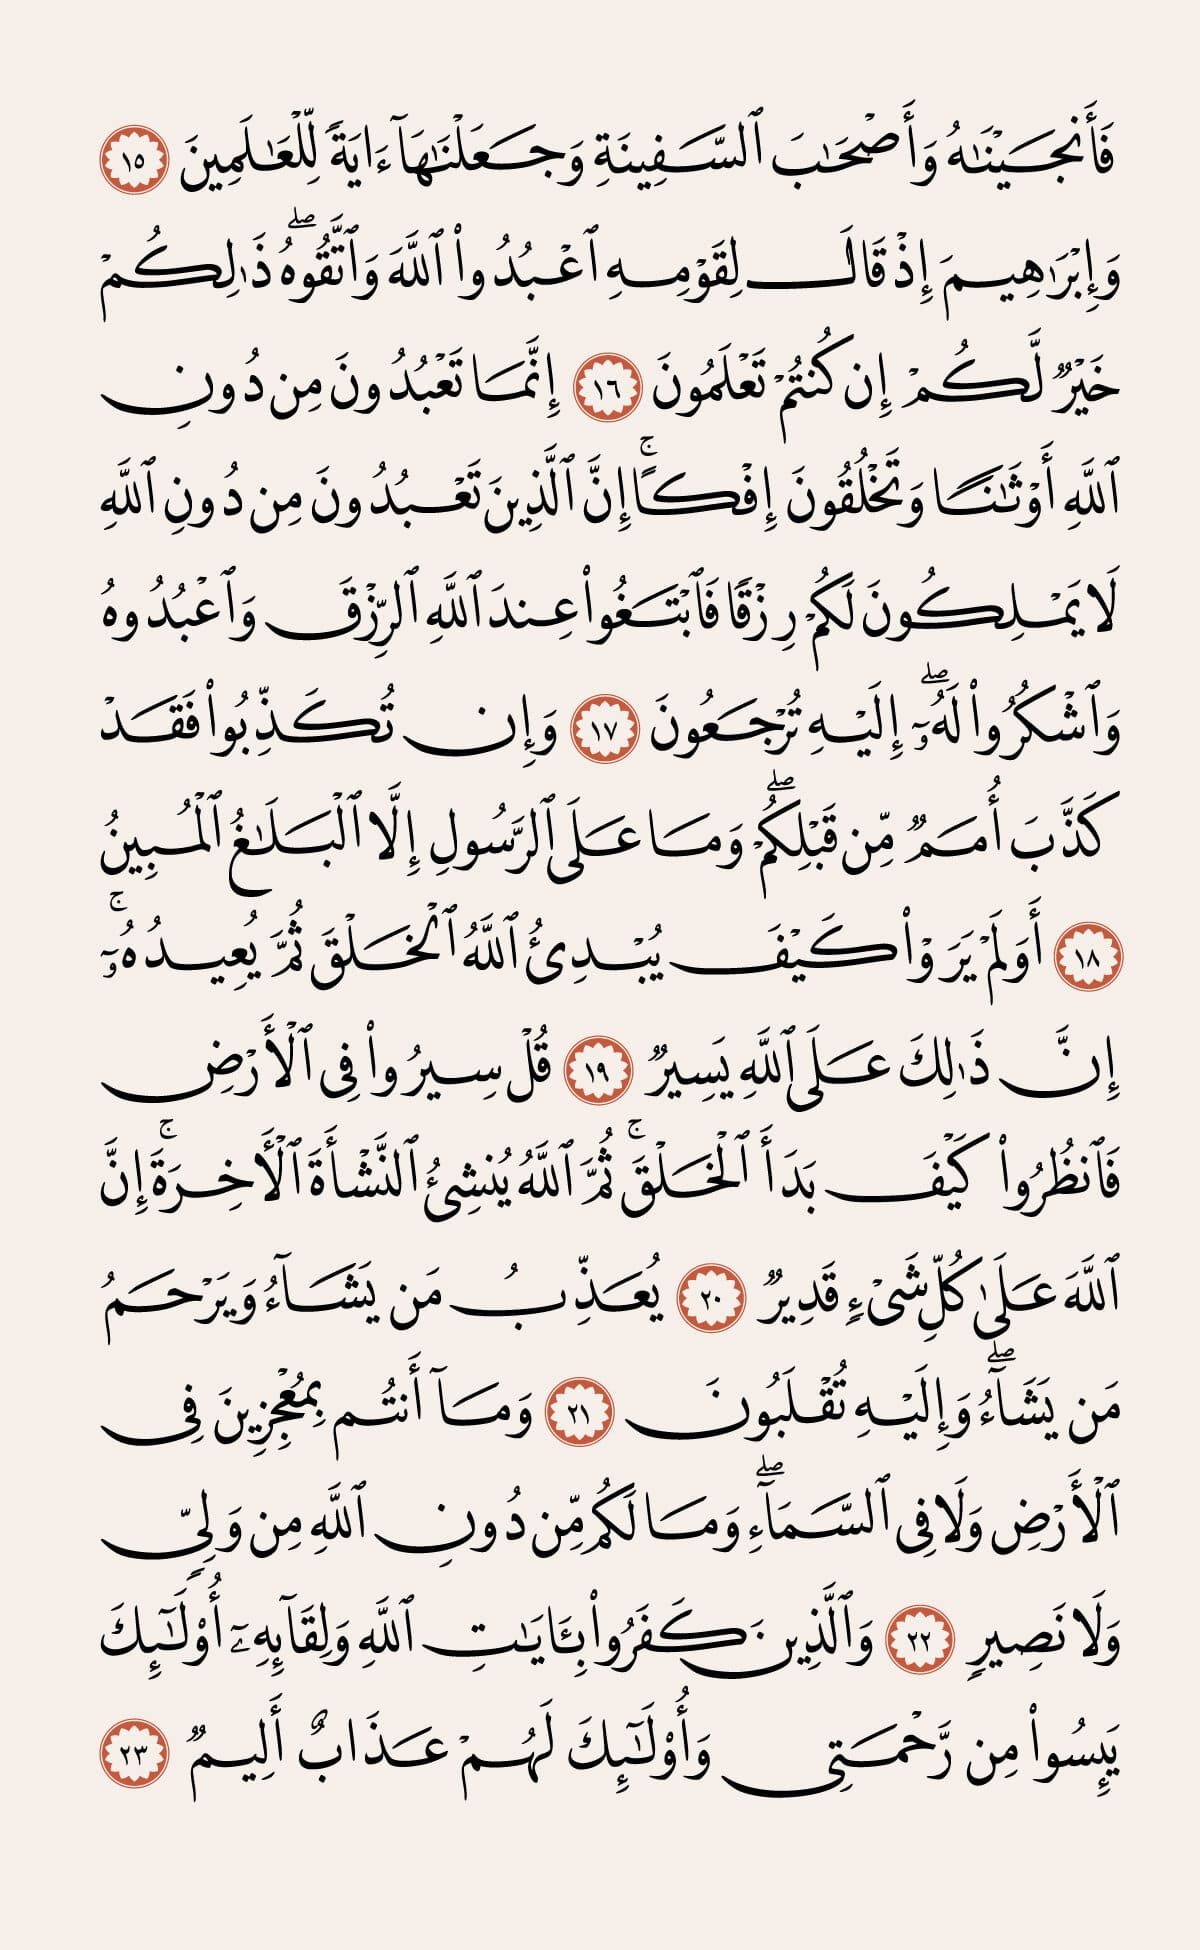 فَأَنجَيْنَٰهُ وَأَصْحَٰبَ ٱلسَّفِينَةِ وَجَعَلْنَٰهَآ ءَايَةً لِّلْعَٰلَمِينَ ١٥
وَإِبْرَٰهِيمَ إِذْ قَالَ لِقَوْمِهِ ٱعْبُدُوا۟ ٱللَّهَ وَٱتَّقُوهُ ۖ ذَٰلِكُمْ
خَيْرٌ لَّكُمْ إِن كُنتُمْ تَعْلَمُونَ ١٦ إِنَّمَا تَعْبُدُونَ مِن دُونِ
ٱللَّهِ أَوْثَٰنًا وَتَخْلُقُونَ إِفْكًا ۚ إِنَّ ٱلَّذِينَ تَعْبُدُونَ مِن دُونِ ٱللَّهِ
لَا يَمْلِكُونَ لَكُمْ رِزْقًا فَٱبْتَغُوا۟ عِندَ ٱللَّهِ ٱلرِّزْقَ وَٱعْبُدُوهُ
وَٱشْكُرُوا۟ لَهُۥٓ ۖ إِلَيْهِ تُرْجَعُونَ ١٧ وَإِن تُكَذِّبُوا۟ فَقَدْ
كَذَّبَ أُمَمٌ مِّن قَبْلِكُمْ ۖ وَمَا عَلَى ٱلرَّسُولِ إِلَّا ٱلْبَلَٰغُ ٱلْمُبِينُ
١٨ أَوَلَمْ يَرَوْا۟ كَيْفَ يُبْدِئُ ٱللَّهُ ٱلْخَلْقَ ثُمَّ يُعِيدُهُۥٓ ۚ
إِنَّ ذَٰلِكَ عَلَى ٱللَّهِ يَسِيرٌ ١٩ قُلْ سِيرُوا۟ فِى ٱلْأَرْضِ
فَٱنظُرُوا۟ كَيْفَ بَدَأَ ٱلْخَلْقَ ۚ ثُمَّ ٱللَّهُ يُنشِئُ ٱلنَّشْأَةَ ٱلْأَخِرَةَ ۚ إِنَّ
ٱللَّهَ عَلَىٰ كُلِّ شَىْءٍ قَدِيرٌ ٢٠ يُعَذِّبُ مَن يَشَآءُ وَيَرْحَمُ
مَن يَشَآءُ ۖ وَإِلَيْهِ تُقْلَبُونَ ٢١ وَمَآ أَنتُم بِمُعْجِزِينَ فِى
ٱلْأَرْضِ وَلَا فِى ٱلسَّمَآءِ ۖ وَمَا لَكُم مِّن دُونِ ٱللَّهِ مِن وَلِىٍّ
وَلَا نَصِيرٍ ٢٢ وَٱلَّذِينَ كَفَرُوا۟ بِـَٔايَٰتِ ٱللَّهِ وَلِقَآئِهِۦٓ أُو۟لَٰٓئِكَ
يَئِسُوا۟ مِن رَّحْمَتِى وَأُو۟لَٰٓئِكَ لَهُمْ عَذَابٌ أَلِيمٌ ٢٣